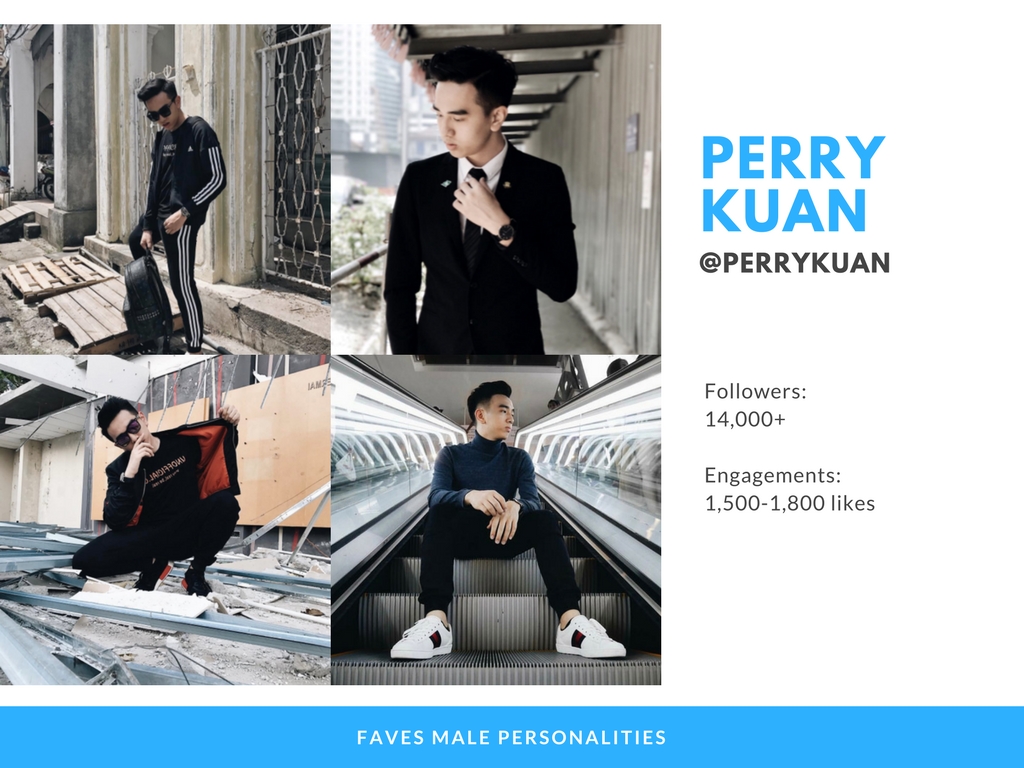 PERRY
KUAN
@PERRYKUAN
Followers:
14,000+
Engagements:
1,500-1,800 likes
FAVES MALE PERSONALITIES